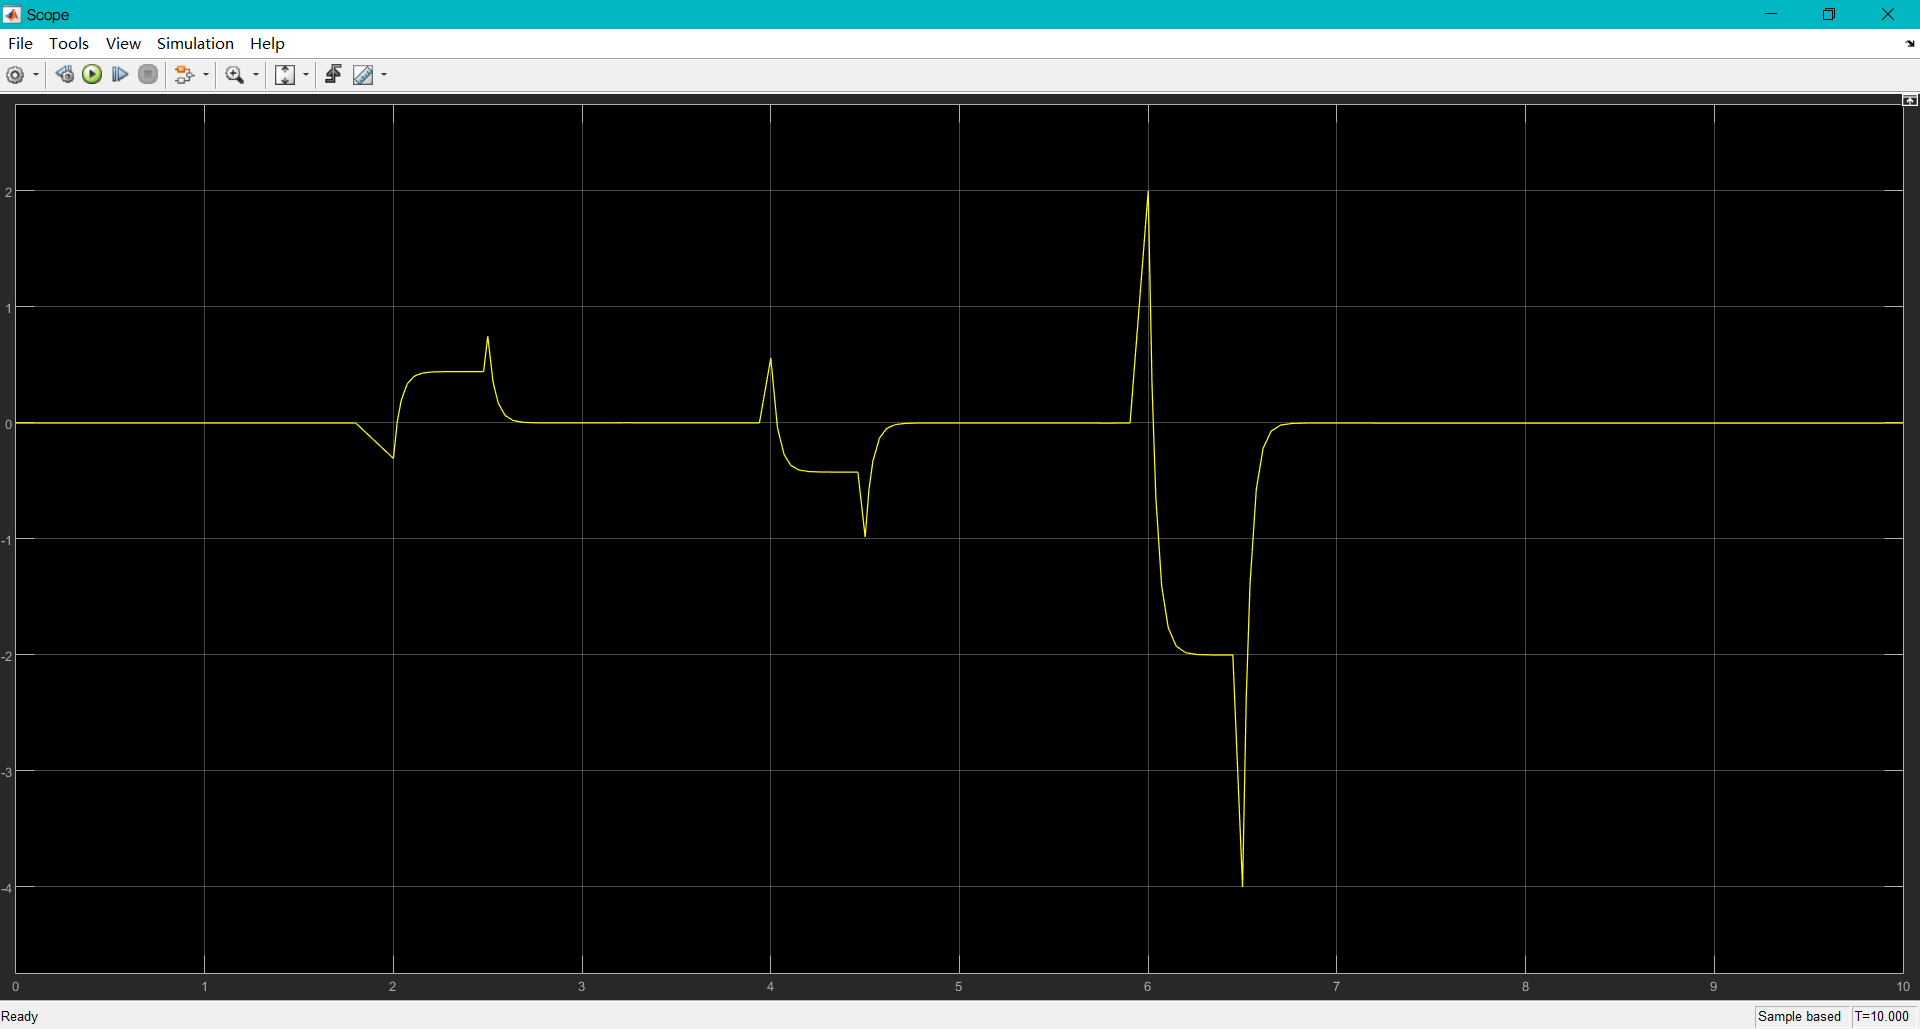 Scope
File Tools View Simulation Help
2
1
0
-1
-2
-3
-4
0 1 2 3 4 5 6 7 8 9 10
Ready
Sample based T=10.000